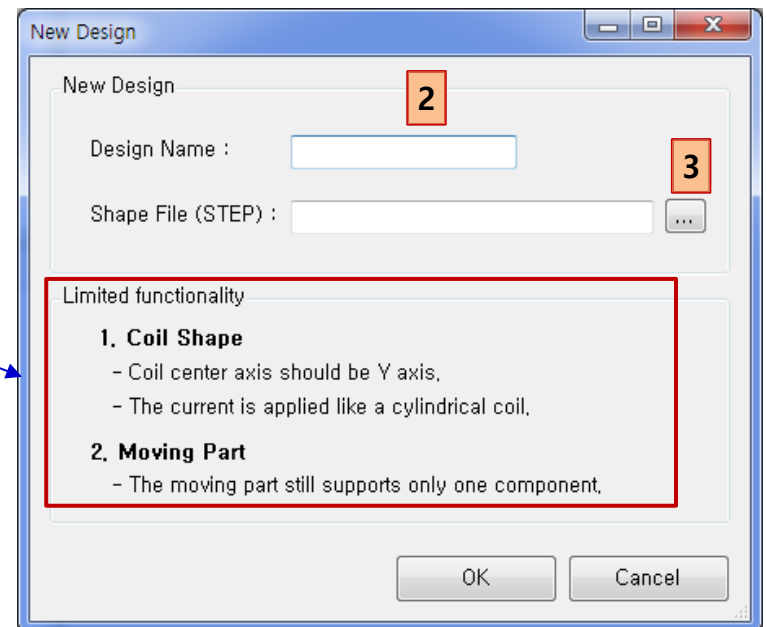 New Design
New Design
2
Design Name :
3
Shape File (STEP) :
...
Limited functionality
1. Coil Shape
- Coil center axis should be Y axis.
- The current is applied like a cylindrical coil.
2. Moving Part
- The moving part still supports only one component.
OK
Cancel